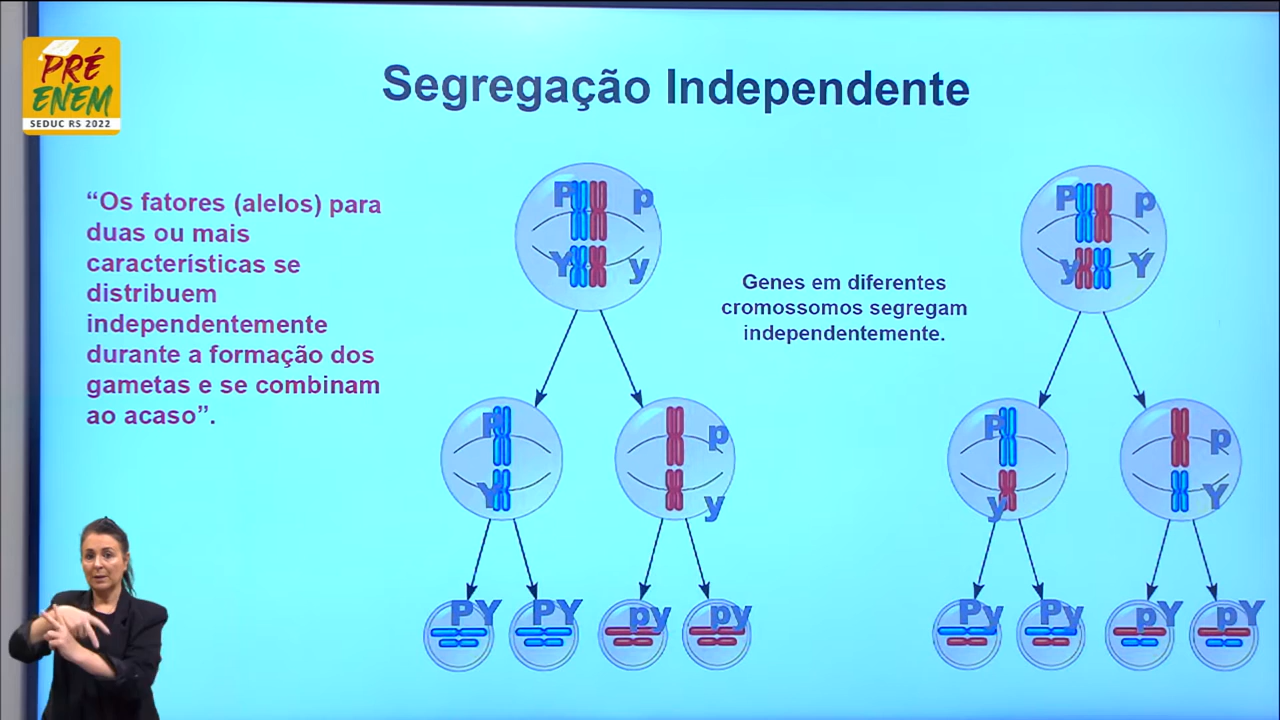 PRÉ
ENEM
SEDUC RS 2022
Segregação Independente
“Os fatores (alelos) para
duas ou mais
características se
distribuem
independentemente
durante a formação dos
gametas e se combinam
ao acaso”.
P p
Y y
P
Y
p
y
PY PY py py
Genes em diferentes
cromossomos segregam
independentemente.
P p
y Y
P
y
p
Y
Py Py pY pY